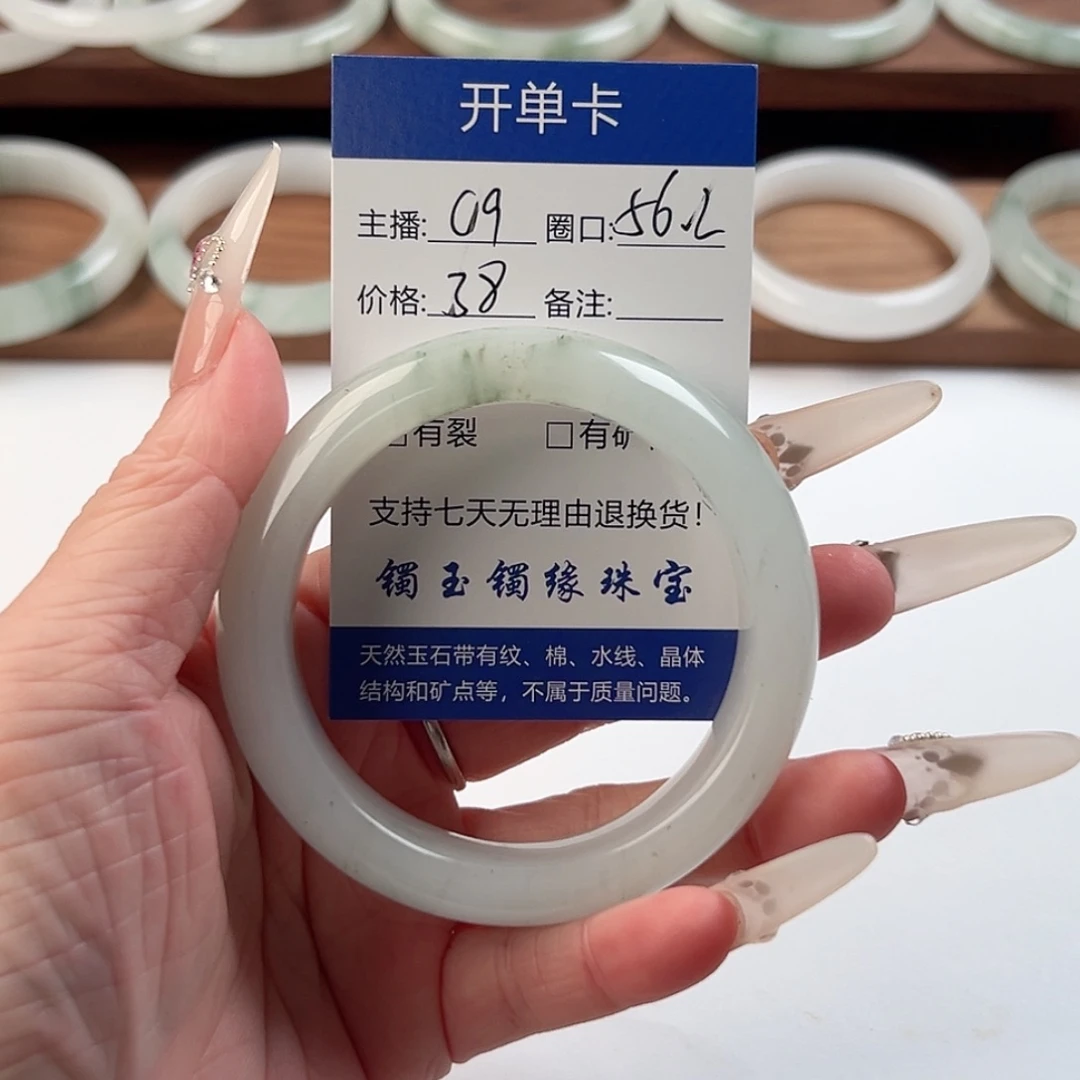 开单卡
主播: 09 圈口: 56.2
价格: 38 备注:
□有裂 □有矿
支持七天无理由退换货！
镯玉镯缘珠宝
天然玉石带有纹、棉、水线、晶体
结构和矿点等，不属于质量问题。